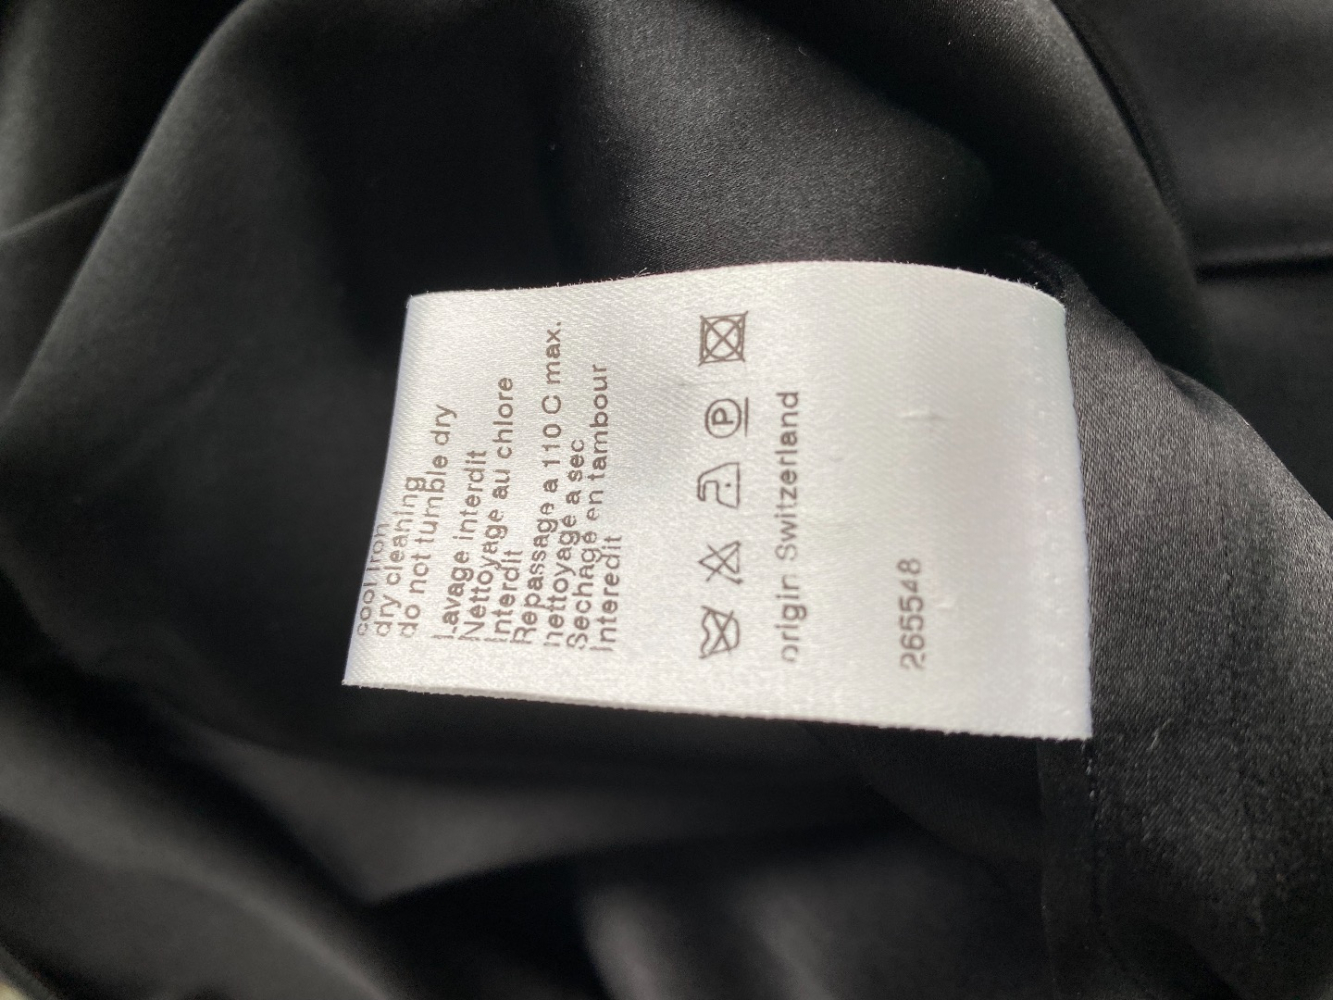 cool iron
dry cleaning
do not tumble dry
Lavage interdit
Nettoyage au chlore
Interdit
Repassage a 110 C max.
nettoyage a sec
Sechage en tambour
interedit
P
origin Switzerland
265548